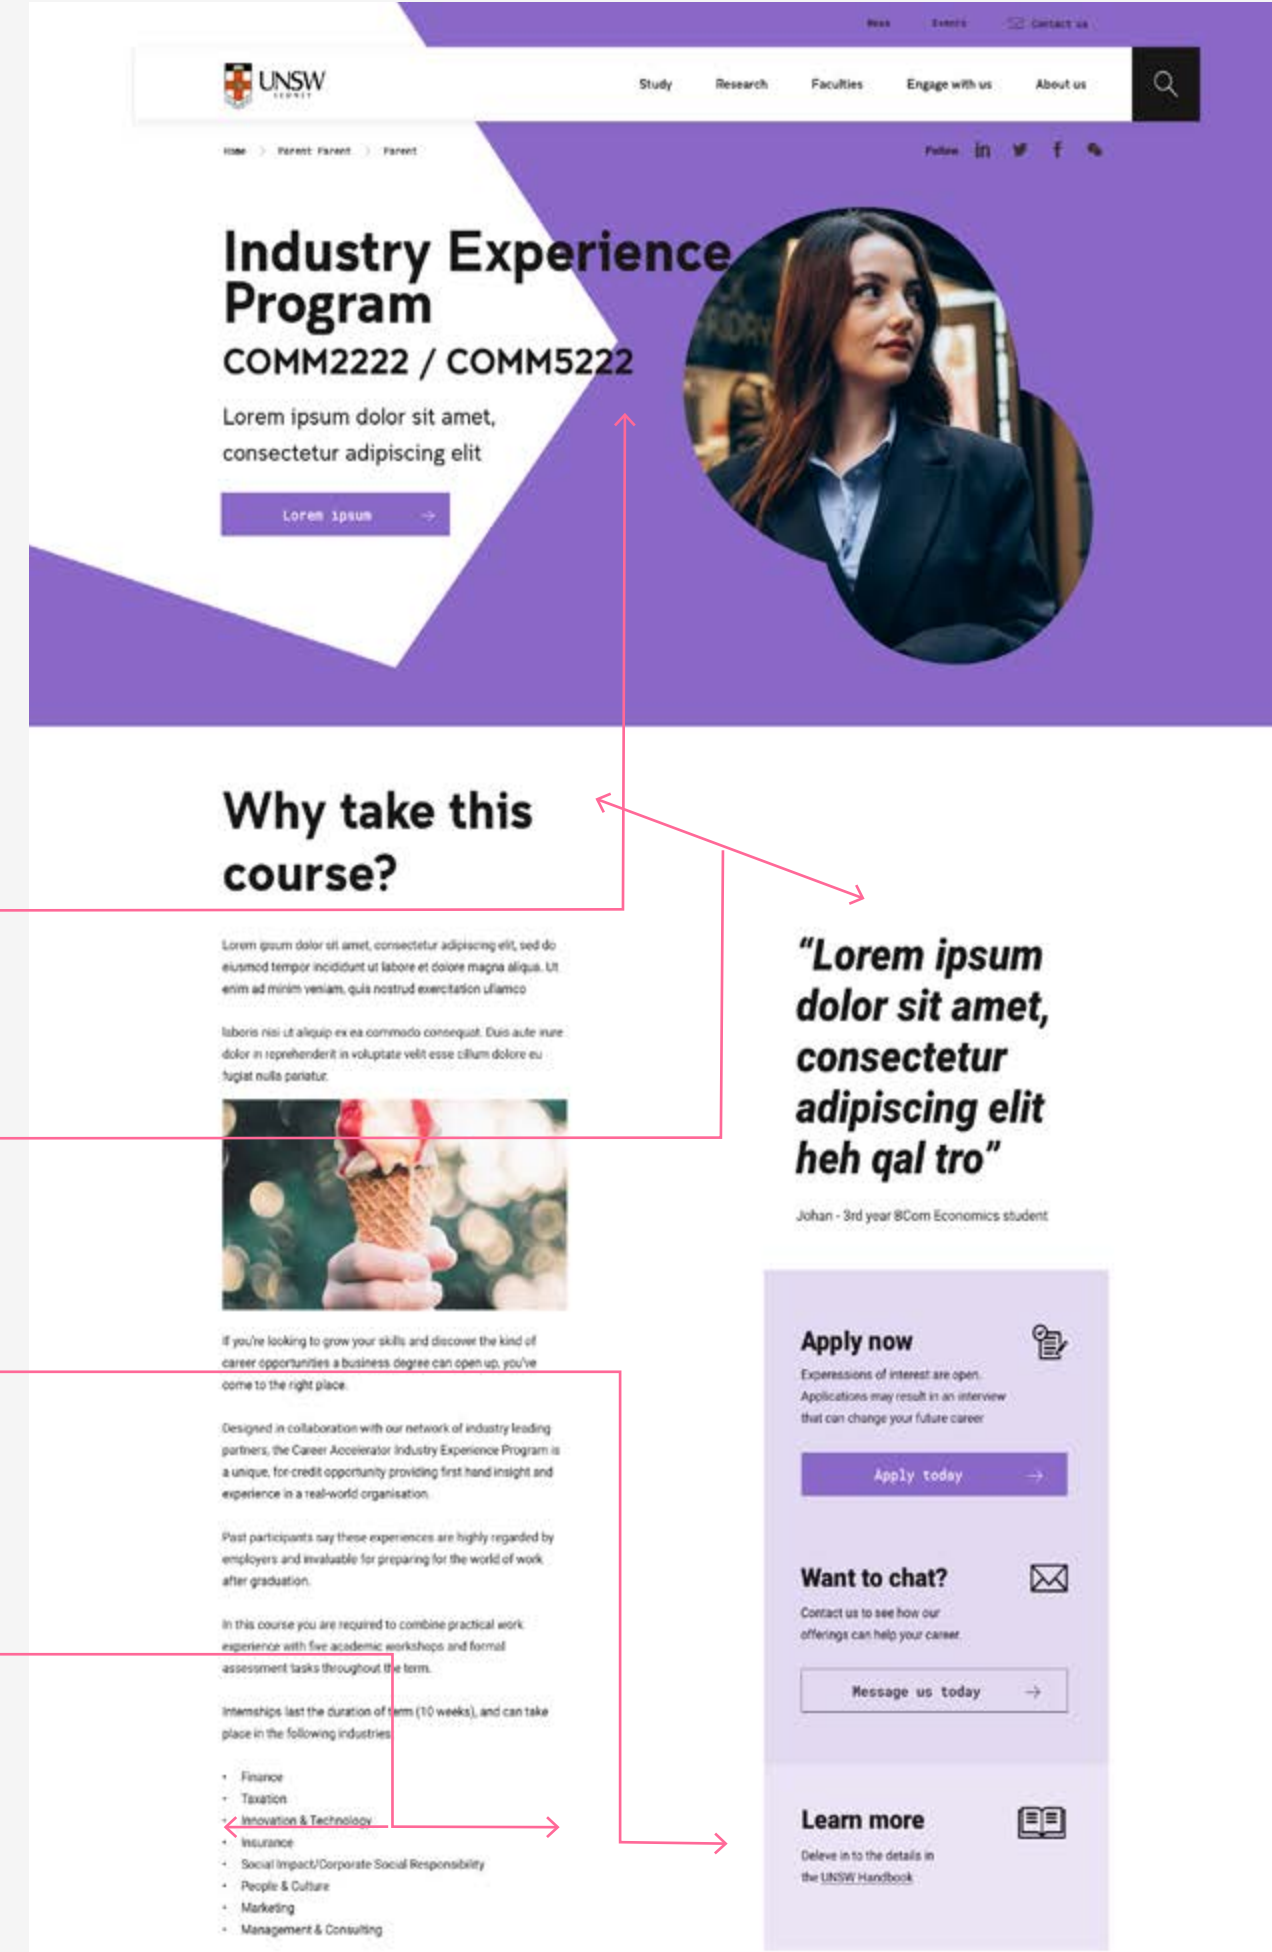 News Events Contact us
UNSW
SYDNEY
Study Research Faculties Engage with us About us
Home > Parent Parent > Parent
Follow
Industry Experience
Program
COMM2222 / COMM5222
Lorem ipsum dolor sit amet,
consectetur adipiscing elit
Lorem ipsum
Why take this
course?
Lorem ipsum dolor sit amet, consectetur adipiscing elit, sed do
eiusmod tempor incididunt ut labore et dolore magna aliqua. Ut
enim ad minim veniam, quis nostrud exercitation ullamco
laboris nisi ut aliquip ex ea commodo consequat. Duis aute irure
dolor in reprehenderit in voluptate velit esse cillum dolore eu
fugiat nulla pariatur.
If you're looking to grow your skills and discover the kind of
career opportunities a business degree can open up, you've
come to the right place.
Designed in collaboration with our network of industry leading
partners, the Career Accelerator Industry Experience Program is
a unique, for-credit opportunity providing first hand insight and
experience in a real-world organisation.
Past participants say these experiences are highly regarded by
employers and invaluable for preparing for the world of work
after graduation.
In this course you are required to combine practical work
experience with five academic workshops and formal
assessment tasks throughout the term.
Internships last the duration of term (10 weeks), and can take
place in the following industries
• Finance
• Taxation
• Innovation & Technology
• Insurance
• Social Impact/Corporate Social Responsibility
• People & Culture
• Marketing
• Management & Consulting
“Lorem ipsum
dolor sit amet,
consectetur
adipiscing elit
heh qal tro”
Johan - 3rd year BCom Economics student
Apply now
Experessions of interest are open.
Applications may result in an interview
that can change your future career
Apply today
Want to chat?
Contact us to see how our
offerings can help your career.
Message us today
Learn more
Deleve in to the details in
the UNSW Handbook